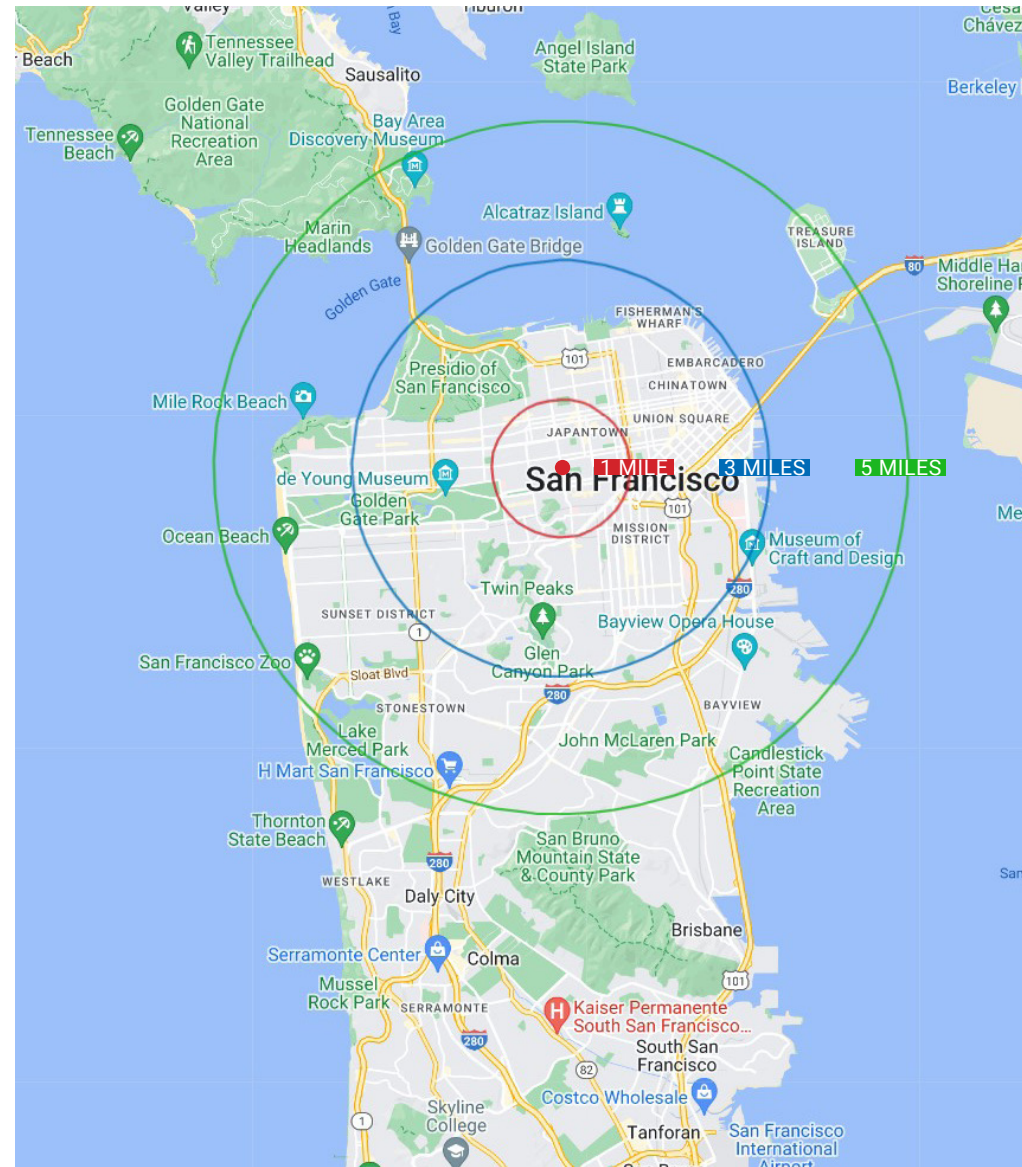 Valley
Tiburon
Cesar
Chávez
Beach
Tennessee
Valley Trailhead
Angel Island
State Park
Sausalito
Bay
Berkeley
Golden Gate
National
Recreation
Area
Bay Area
Discovery Museum
Tennessee
Beach
Alcatraz Island
Marin
Headlands
Golden Gate Bridge
TREASURE
ISLAND
80
Middle Ha
Shoreline P
Golden Gate
FISHERMAN'S
WHARF
101
EMBARCADERO
Presidio of
San Francisco
CHINATOWN
Mile Rock Beach
UNION SQUARE
JAPANTOWN
1 MILE
3 MILES
5 MILES
San Francisco
de Young Museum
Golden
Gate Park
101
Me
MISSION
DISTRICT
Ocean Beach
Museum of
Craft and Design
Twin Peaks
280
SUNSET DISTRICT
Bayview Opera House
1
Glen
Canyon Park
San Francisco Zoo
Sloat Blvd
280
STONESTOWN
BAYVIEW
Lake
Merced Park
John McLaren Park
H Mart San Francisco
Candlestick
Point State
Recreation
Area
Thornton
State Beach
San Bruno
Mountain State
& County Park
280
San
WESTLAKE
Daly City
Brisbane
Serramonte Center
Colma
101
Mussel
Rock Park
SERRAMONTE
Kaiser Permanente
South San Francisco...
280
South San
Francisco
82
Costco Wholesale
1
Skyline
College
Tanforan
San Francisco
International
Airport